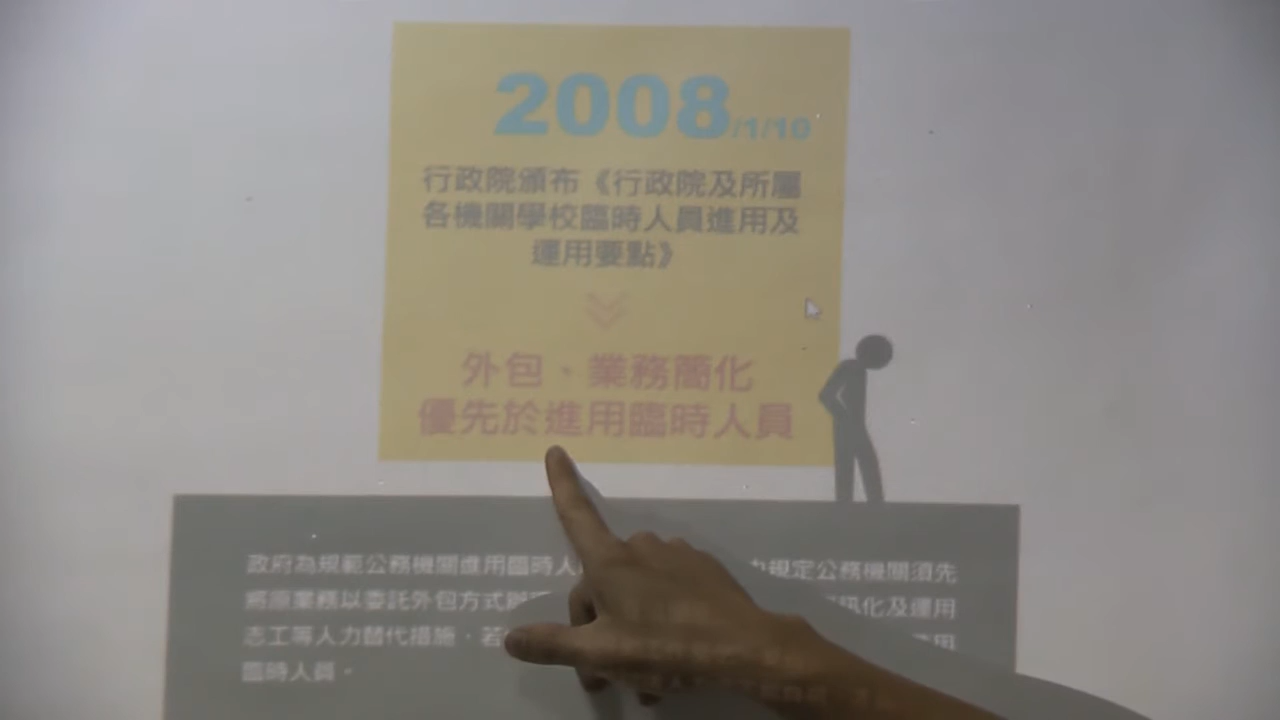 2008/1/10
行政院頒布《行政院及所屬
各機關學校臨時人員進用及
運用要點》
外包、業務簡化
優先於進用臨時人員
政府為規範公務機關進用臨時人 規定公務機關須先
將原業務以委託外包方式辦 訊化及運用
志工等人力替代措施，若 用
臨時人員。